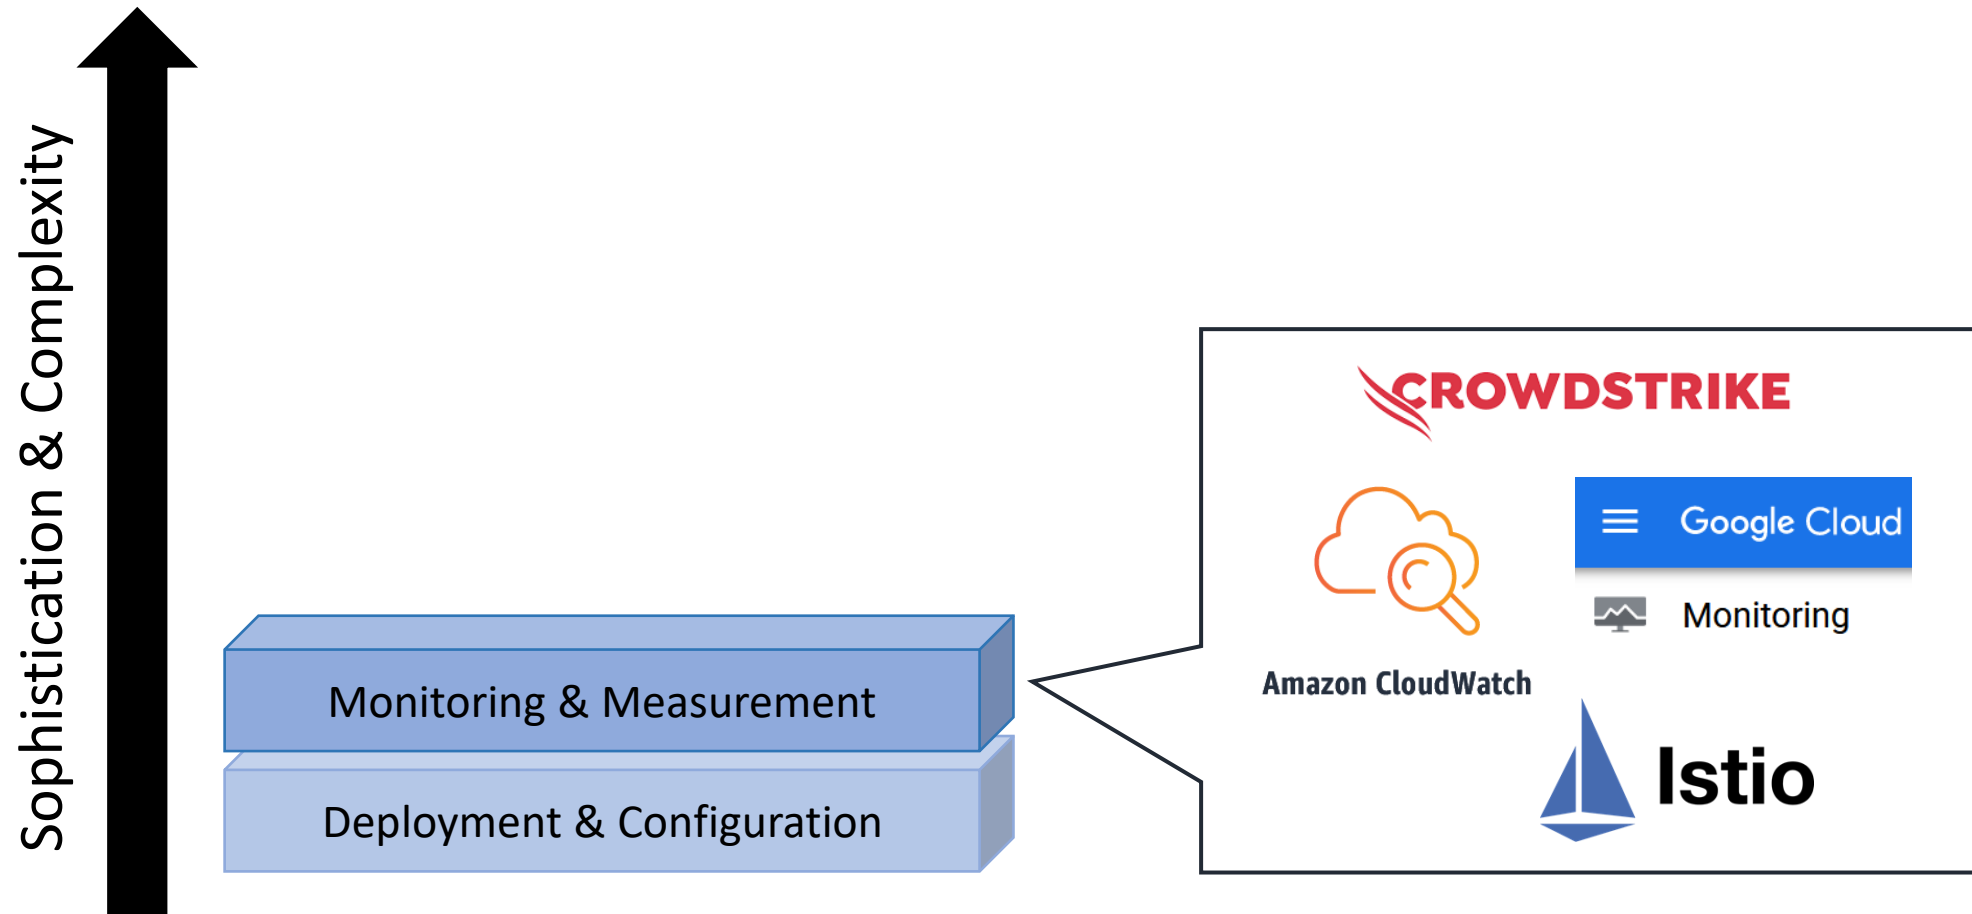 Sophistication & Complexity
Monitoring & Measurement
Deployment & Configuration
CROWDSTRIKE
Amazon CloudWatch
Google Cloud
Monitoring
Istio